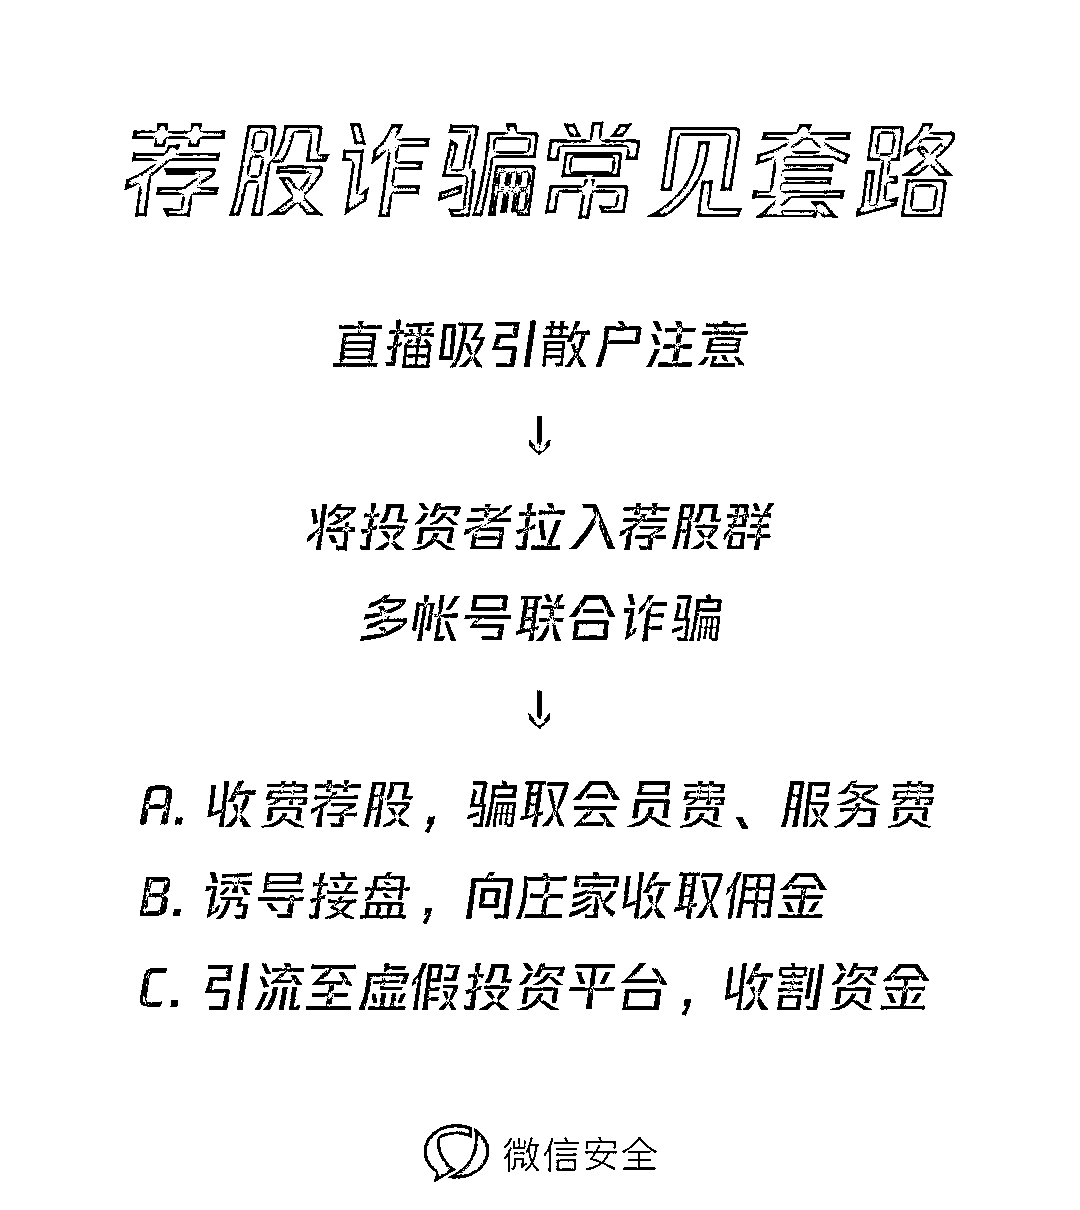 荐股诈骗常见套路
直播吸引散户注意
↓
将投资者拉入荐股群
多帐号联合诈骗
↓
A. 收费荐股，骗取会员费、服务费
B. 诱导接盘，向庄家收取佣金
C. 引流至虚假投资平台，收割资金
微信安全